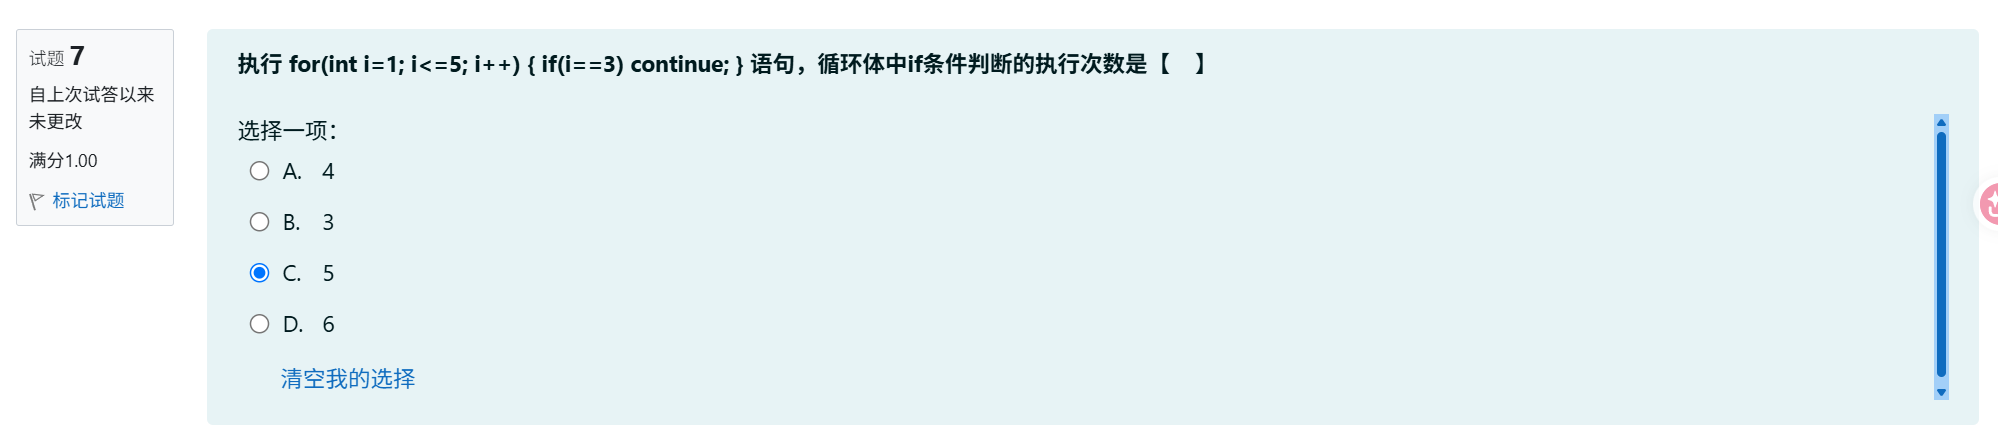 试题 7
自上次试答以来
未更改
满分1.00
标记试题
执行 for(int i=1; i<=5; i++) { if(i==3) continue; } 语句，循环体中if条件判断的执行次数是【　】
选择一项：
A. 4
B. 3
C. 5
D. 6
清空我的选择